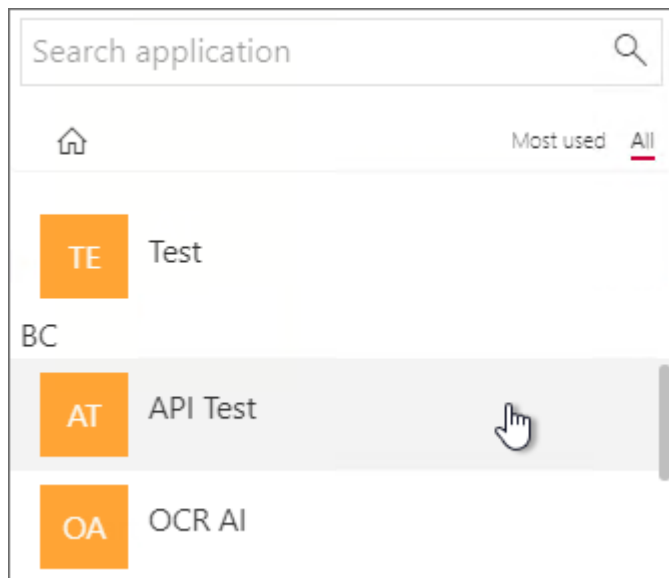 Search application
Most used All
TE Test
BC
AT API Test
OA OCR AI